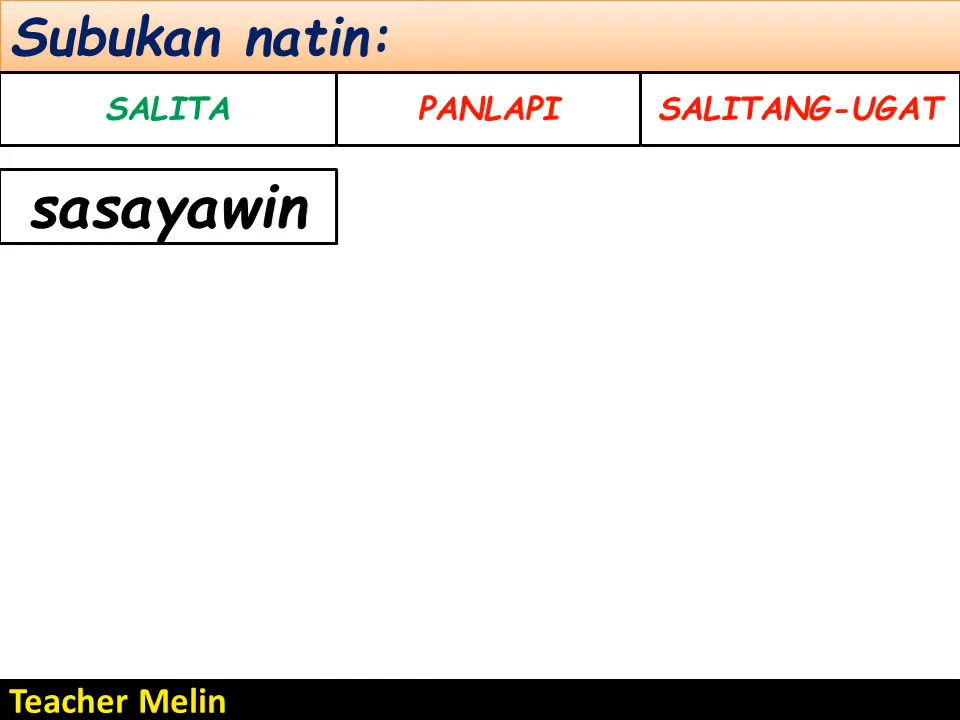 Subukan natin:
SALITA PANLAPI SALITANG-UGAT
sasayawin
Teacher Melin